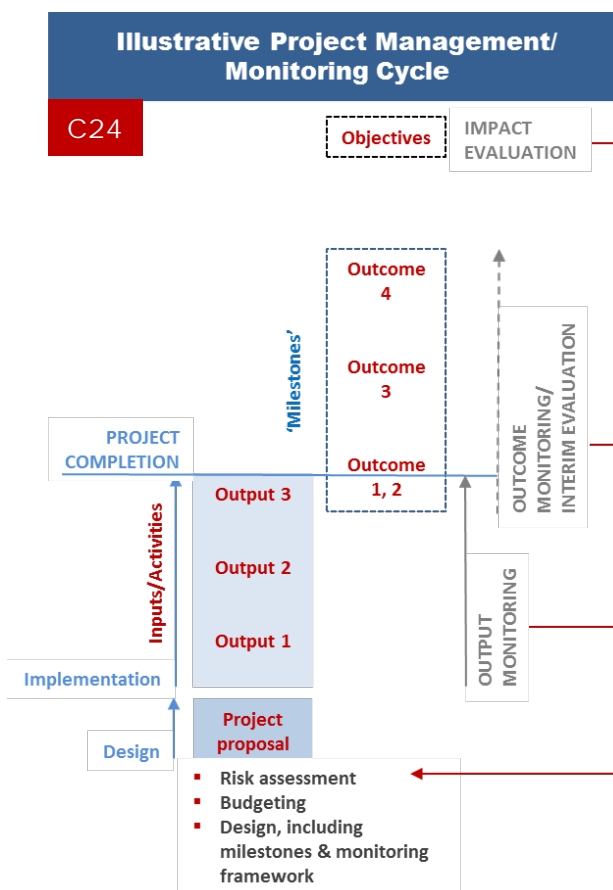 Illustrative Project Management/
Monitoring Cycle
C24
Objectives
IMPACT
EVALUATION
Outcome
4
'Milestones'
Outcome
3
OUTCOME
MONITORING/
INTERIM EVALUATION
PROJECT
COMPLETION
Outcome
1, 2
Output 3
Inputs/Activities
Output 2
OUTPUT
MONITORING
Output 1
Implementation
Project
proposal
Design
▪ Risk assessment
▪ Budgeting
▪ Design, including
milestones & monitoring
framework